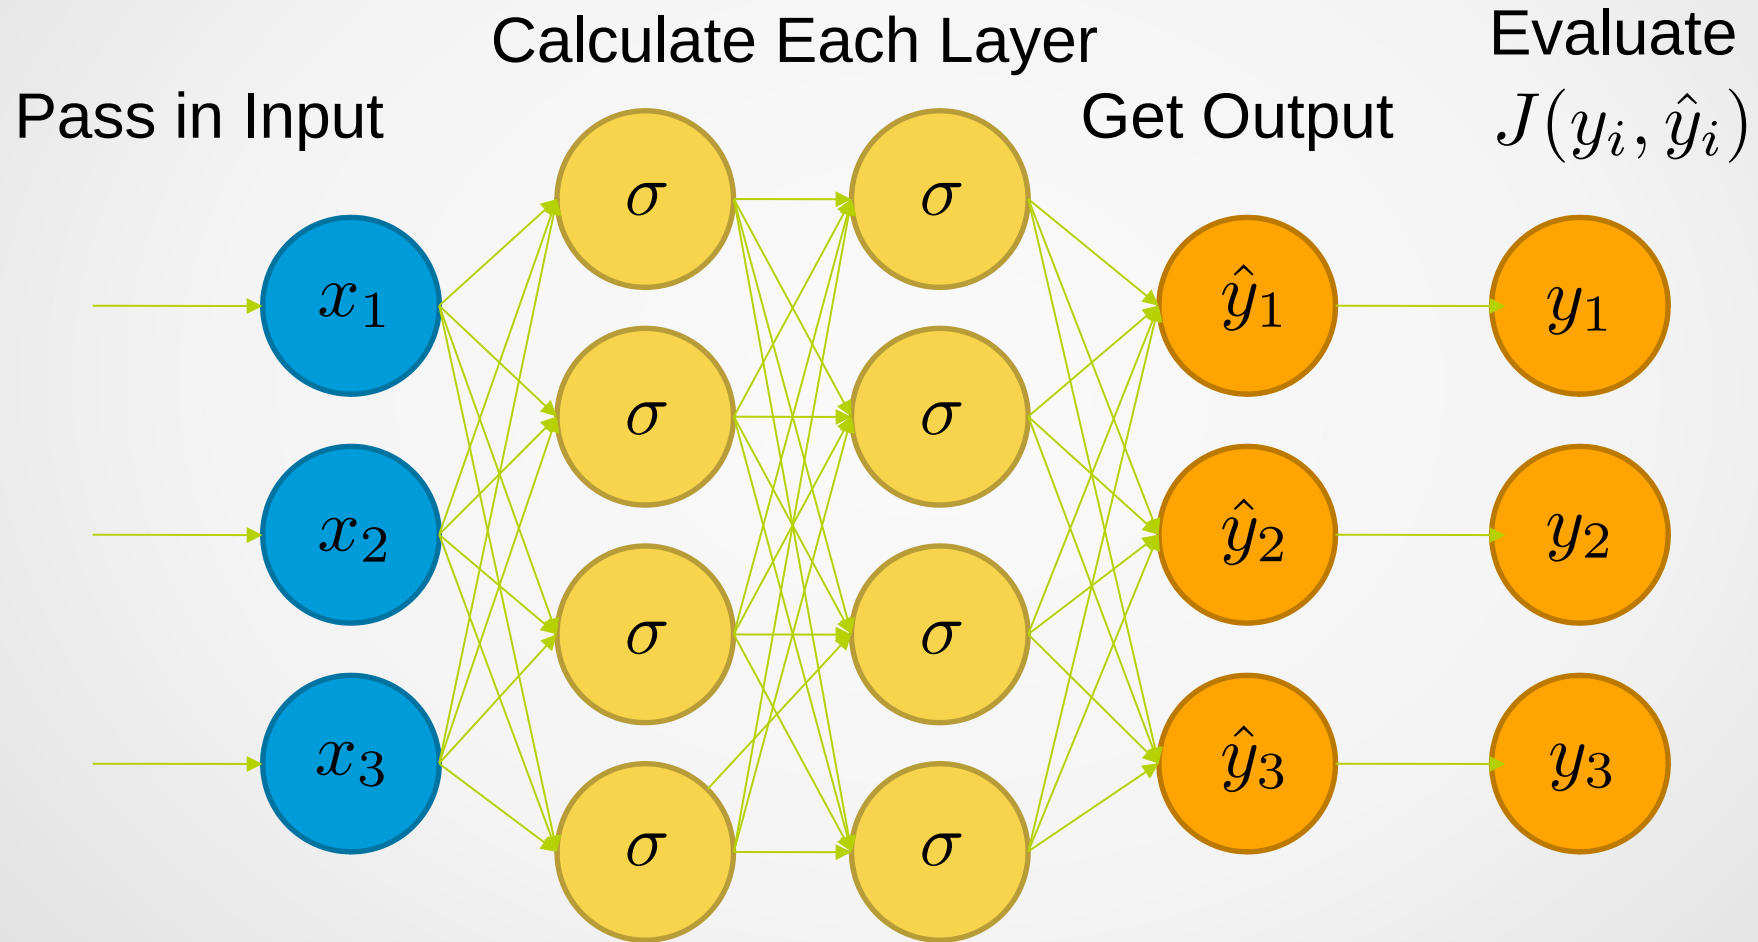 Calculate Each Layer
Evaluate
Pass in Input
Get Output
J(yᵢ, ŷᵢ)
σ σ
x₁ ŷ₁ y₁
σ σ
x₂ ŷ₂ y₂
σ σ
x₃ ŷ₃ y₃
σ σ